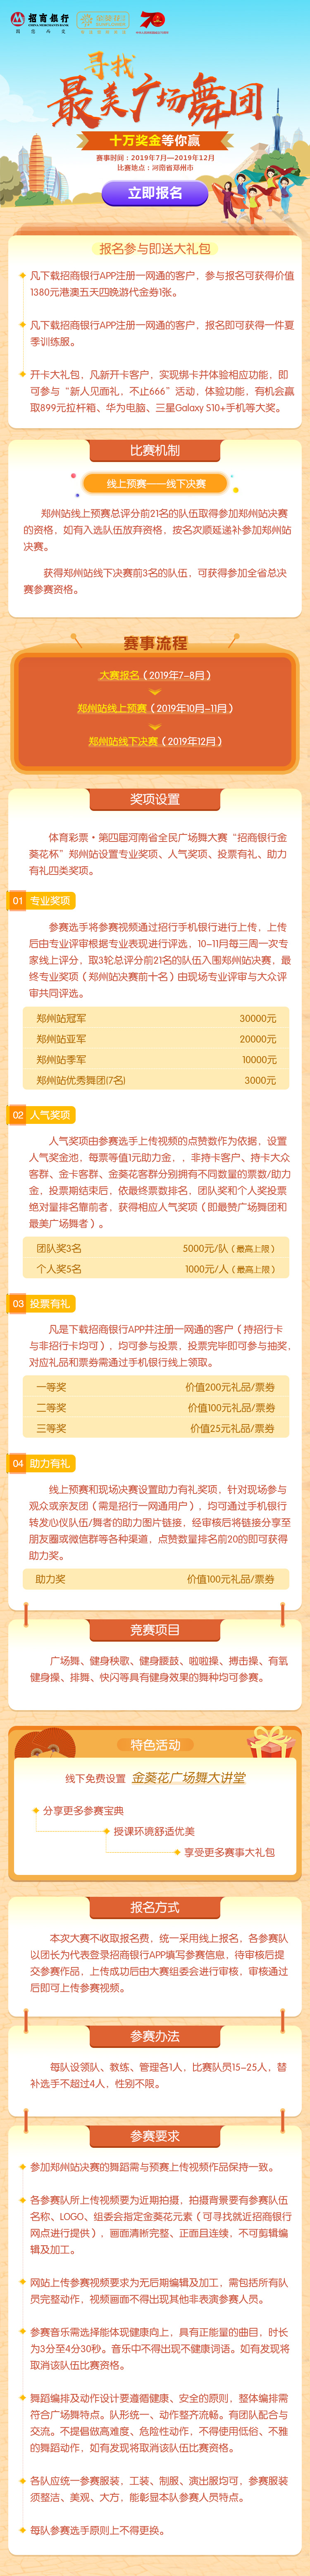 招商银行
CHINA MERCHANTS BANK
因您而变
70
寻找
最美广场舞团
十万奖金等你赢
赛事时间：2019年7月—2019年12月
比赛地点：河南省郑州市
立即报名
报名参与即送大礼包
凡下载招商银行APP注册一网通的客户，参与报名可获得价值
1380元港澳五天四晚游代金券1张。
凡下载招商银行APP注册一网通的客户，报名即可获得一件夏
季训练服。
开卡大礼包，凡新开卡客户，实现绑卡并体验相应功能，即
可参与“新人见面礼，不止666”活动，体验功能，有机会赢
取899元拉杆箱、华为电脑、三星Galaxy S10+手机等大奖。
比赛机制
线上预赛——线下决赛
郑州站线上预赛总评分前21名的队伍取得参加郑州站决赛
的资格，如有入选队伍放弃资格，按名次顺延递补参加郑州站
决赛。
获得郑州站线下决赛前3名的队伍，可获得参加全省总决
赛参赛资格。
赛事流程
大赛报名（2019年7-8月）
郑州站线上预赛（2019年10月-11月）
郑州站线下决赛（2019年12月）
奖项设置
体育彩票·第四届河南省全民广场舞大赛“招商银行金
葵花杯”郑州站设置专业奖项、人气奖项、投票有礼、助力
有礼四类奖项。
01 专业奖项
参赛选手将参赛视频通过招行手机银行进行上传，上传
后由专业评审根据专业表现进行评选，10-11月每三周一次专
家线上评分，取3轮总评分前21名的队伍入围郑州站决赛，最
终专业奖项（郑州站决赛前十名）由现场专业评审与大众评
审共同评选。
郑州站冠军 30000元
郑州站亚军 20000元
郑州站季军 10000元
郑州站优秀舞团(7名) 3000元
02 人气奖项
人气奖项由参赛选手上传视频的点赞数作为依据，设置
人气奖金池，每票等值1元助力金，，非持卡客户、持卡大众
客群、金卡客群、金葵花客群分别拥有不同数量的票数/助力
金，投票期结束后，依最终票数排名，团队奖和个人奖投票
绝对量排名靠前者，获得相应人气奖项（即最赞广场舞团和
最美广场舞者）。
团队奖3名 5000元/队（最高上限）
个人奖5名 1000元/人（最高上限）
03 投票有礼
凡是下载招商银行APP并注册一网通的客户（持招行卡
与非招行卡均可），均可参与投票，投票完毕即可参与抽奖，
对应礼品和票券需通过手机银行线上领取。
一等奖 价值200元礼品/票券
二等奖 价值100元礼品/票券
三等奖 价值25元礼品/票券
04 助力有礼
线上预赛和现场决赛设置助力有礼奖项，针对现场参与
观众或亲友团（需是招行一网通用户），均可通过手机银行
转发心仪队伍/舞者的助力图片链接，经审核后将链接分享至
朋友圈或微信群等各种渠道，点赞数量排名前20的即可获得
助力奖。
助力奖 价值100元礼品/票券
竞赛项目
广场舞、健身秧歌、健身腰鼓、啦啦操、搏击操、有氧
健身操、排舞、快闪等具有健身效果的舞种均可参赛。
特色活动
线下免费设置 金葵花广场舞大讲堂
分享更多参赛宝典
授课环境舒适优美
享受更多赛事大礼包
报名方式
本次大赛不收取报名费，统一采用线上报名，各参赛队
以团长为代表登录招商银行APP填写参赛信息，待审核后提
交参赛作品，上传成功后由大赛组委会进行审核，审核通过
后即可上传参赛视频。
参赛办法
每队设领队、教练、管理各1人，比赛队员15-25人，替
补选手不超过4人，性别不限。
参赛要求
参加郑州站决赛的舞蹈需与预赛上传视频作品保持一致。
各参赛队所上传视频要为近期拍摄，拍摄背景要有参赛队伍
名称、LOGO、组委会指定金葵花元素（可寻找就近招商银行
网点进行提供），画面清晰完整、正面且连续，不可剪辑编
辑及加工。
网站上传参赛视频要求为无后期编辑及加工，需包括所有队
员完整动作，视频画面不得出现其他非表演参赛人员。
参赛音乐需选择能体现健康向上，具有正能量的曲目，时长
为3分至4分30秒。音乐中不得出现不健康词语。如有发现将
取消该队伍比赛资格。
舞蹈编排及动作设计要遵循健康、安全的原则，整体编排需
符合广场舞特点。队形统一、动作整齐流畅。有团队配合与
交流。不提倡做高难度、危险性动作，不得使用低俗、不雅
的舞蹈动作，如有发现将取消该队伍比赛资格。
各队应统一参赛服装，工装、制服、演出服均可，参赛服装
须整洁、美观、大方，能彰显本队参赛人员特点。
每队参赛选手原则上不得更换。